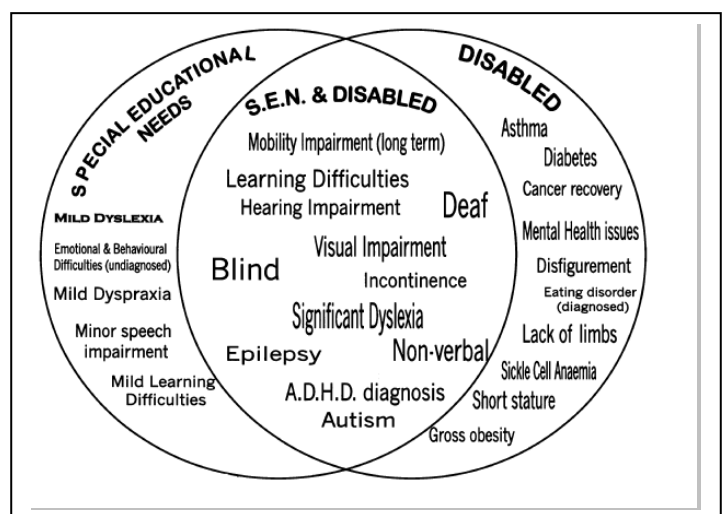 SPECIAL EDUCATIONAL
NEEDS
MILD DYSLEXIA
Emotional & Behavioural
Difficulties (undiagnosed)
Mild Dyspraxia
Minor speech
impairment
Mild Learning
Difficulties
S.E.N. & DISABLED
Mobility Impairment (long term)
Learning Difficulties
Hearing Impairment
Deaf
Visual Impairment
Blind
Incontinence
Significant Dyslexia
Epilepsy
Non-verbal
A.D.H.D. diagnosis
Autism
DISABLED
Asthma
Diabetes
Cancer recovery
Mental Health issues
Disfigurement
Eating disorder
(diagnosed)
Lack of limbs
Sickle Cell Anaemia
Short stature
Gross obesity